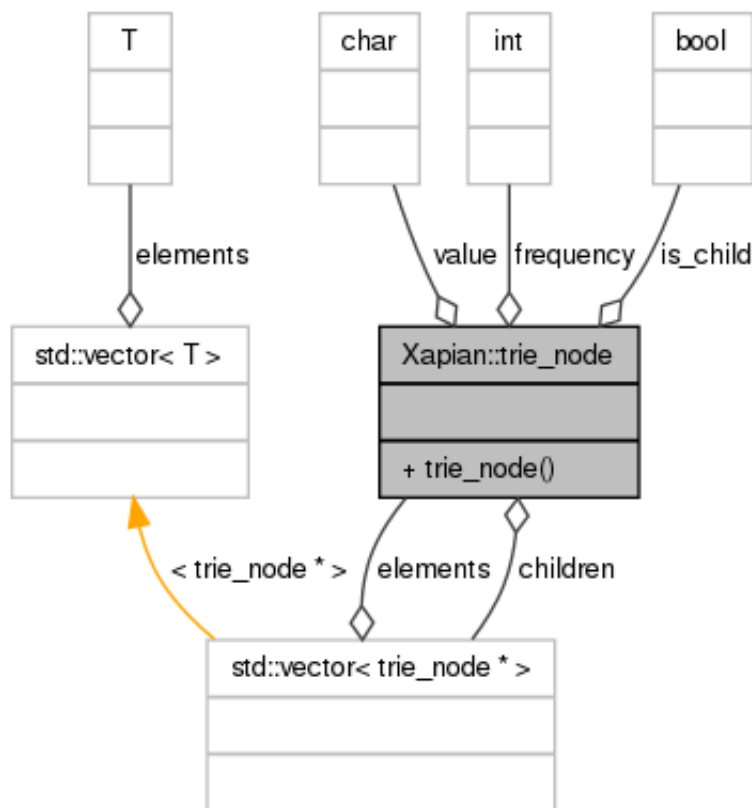 T
char
int
bool
elements
value
frequency
is_child
std::vector< T >
Xapian::trie_node
+ trie_node()
< trie_node * >
elements
children
std::vector< trie_node * >